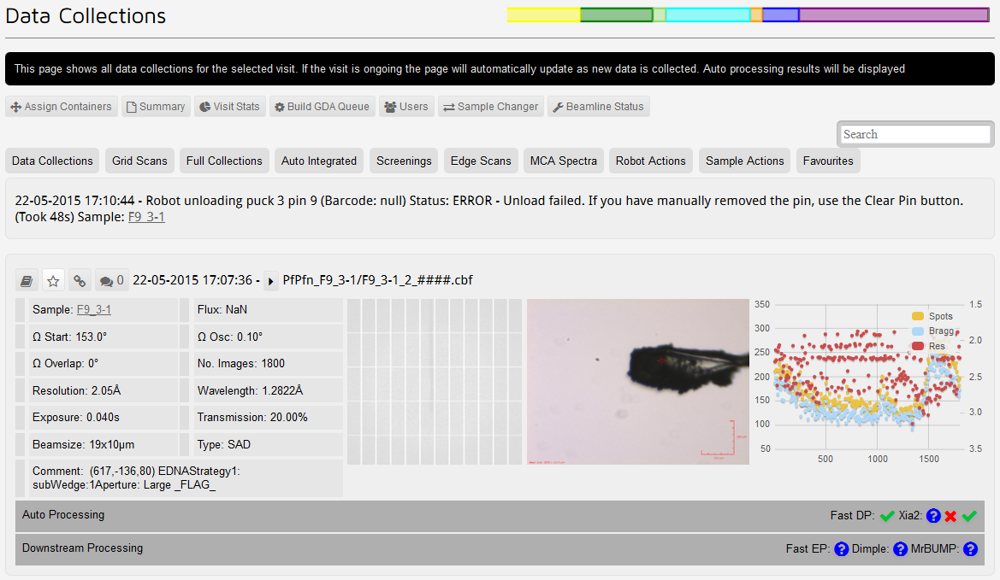 Data Collections
This page shows all data collections for the selected visit. If the visit is ongoing the page will automatically update as new data is collected. Auto processing results will be displayed
Assign Containers Summary Visit Stats Build GDA Queue Users Sample Changer Beamline Status
Search
Data Collections Grid Scans Full Collections Auto Integrated Screenings Edge Scans MCA Spectra Robot Actions Sample Actions Favourites
22-05-2015 17:10:44 - Robot unloading puck 3 pin 9 (Barcode: null) Status: ERROR - Unload failed. If you have manually removed the pin, use the Clear Pin button.
(Took 48s) Sample: F9_3-1
0 22-05-2015 17:07:36 - PfPfn_F9_3-1/F9_3-1_2_####.cbf
Sample: F9_3-1 Flux: NaN
Ω Start: 153.0° Ω Osc: 0.10°
Ω Overlap: 0° No. Images: 1800
Resolution: 2.05Å Wavelength: 1.2822Å
Exposure: 0.040s Transmission: 20.00%
Beamsize: 19x10µm Type: SAD
Comment: (617,-136,80) EDNAStrategy1:
subWedge:1Aperture: Large _FLAG_
350 1.5
Spots
300 Bragg 2.0
Res
250
200 2.5
150 3.0
100
50 3.5
500 1000 1500
Auto Processing Fast DP: Xia2:
Downstream Processing Fast EP: Dimple: MrBUMP: